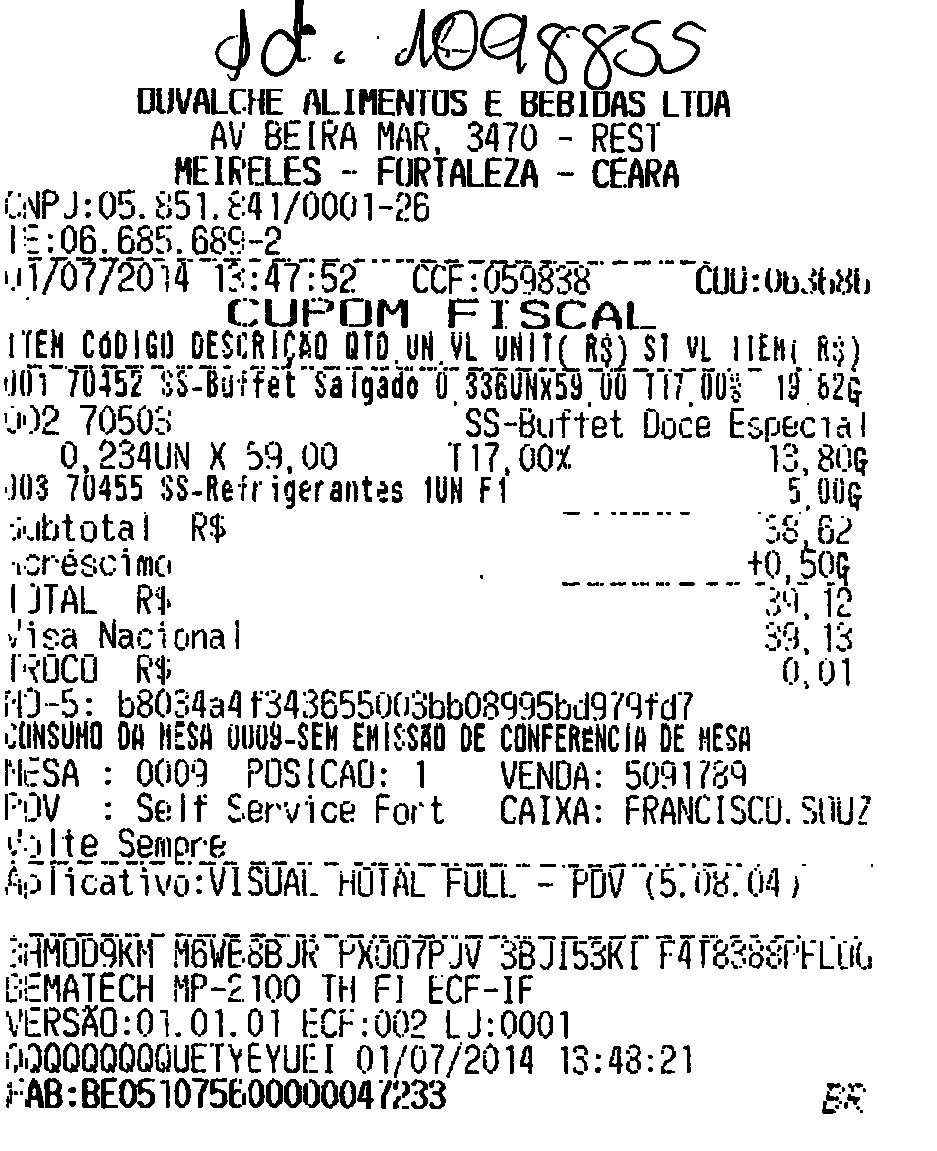 Id. 1098855
DUVALCHE ALIMENTOS E BEBIDAS LTDA
AV BEIRA MAR, 3470 - REST
MEIRELES - FORTALEZA - CEARA
CNPJ:05.851.841/0001-26
IE:06.685.689-2
01/07/2014 13:47:52 CCF:059838 COO:063686
CUPOM FISCAL
ITEM CÓDIGO DESCRIÇÃO QTD.UN.VL UNIT( R$) ST VL ITEM( R$)
001 70452 SS-Buffet Salgado 0,336UNX59,00 T17,00% 19,82G
002 70503 SS-Buffet Doce Especial
0,234UN X 59,00 T17,00% 13,80G
003 70455 SS-Refrigerantes 1UN F1 5,00G
Subtotal R$ 38,62
acréscimo +0,50G
TOTAL R$ 39,12
Visa Nacional 39,13
TROCO R$ 0,01
MD-5: b8034a4f343655003bb08995bd979fd7
CONSUMO DA MESA 0009-SEM EMISSÃO DE CONFERENCIA DE MESA
MESA : 0009 POSICAO: 1 VENDA: 5091789
PDV : Self Service Fort CAIXA: FRANCISCO.SOUZ
Volte Sempre
Aplicativo:VISUAL HOTAL FULL - PDV (5.08.04)
M6WE8BJR PX007PJV 3BJI53KI
BEMATECH MP-2100 TH FI ECF-IF
VERSÃO:01.01.01 ECF:002 LJ:0001
QQQQQQQQQUETYEYUEI 01/07/2014 13:48:21
FAB:BE051075600000047233 BR